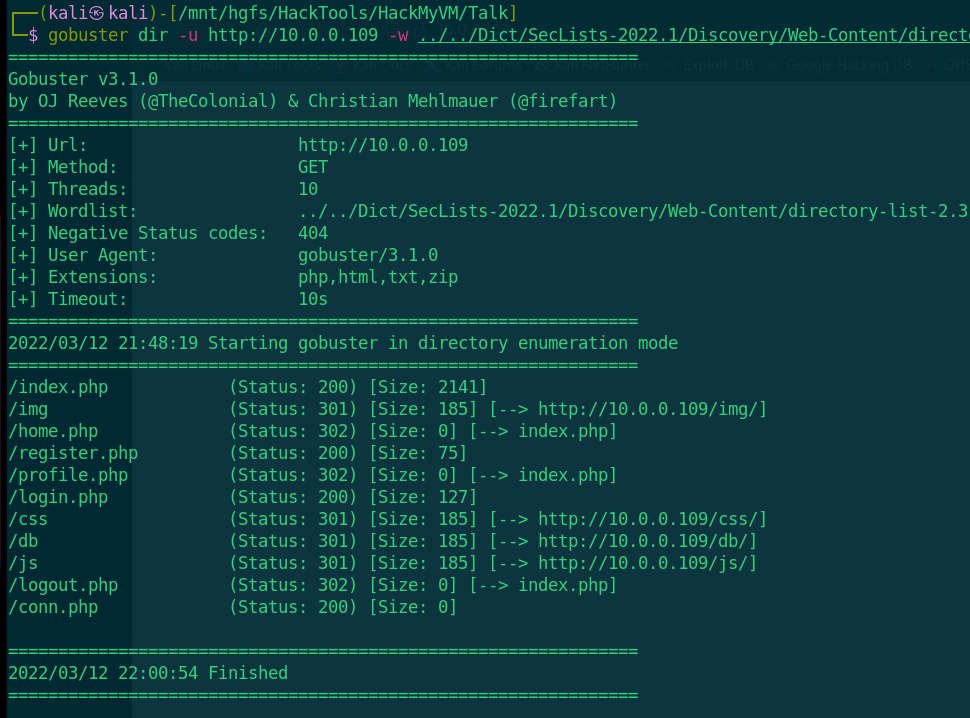 ┌──(kali㉿kali)-[/mnt/hgfs/HackTools/HackMyVM/Talk]
└─$ gobuster dir -u http://10.0.0.109 -w ../../Dict/SecLists-2022.1/Discovery/Web-Content/direct
===============================================================
Gobuster v3.1.0
by OJ Reeves (@TheColonial) & Christian Mehlmauer (@firefart)
===============================================================
[+] Url:                     http://10.0.0.109
[+] Method:                  GET
[+] Threads:                 10
[+] Wordlist:                ../../Dict/SecLists-2022.1/Discovery/Web-Content/directory-list-2.3
[+] Negative Status codes:   404
[+] User Agent:              gobuster/3.1.0
[+] Extensions:              php,html,txt,zip
[+] Timeout:                 10s
===============================================================
2022/03/12 21:48:19 Starting gobuster in directory enumeration mode
===============================================================
/index.php            (Status: 200) [Size: 2141]
/img                  (Status: 301) [Size: 185] [--> http://10.0.0.109/img/]
/home.php             (Status: 302) [Size: 0] [--> index.php]
/register.php         (Status: 200) [Size: 75]
/profile.php          (Status: 302) [Size: 0] [--> index.php]
/login.php            (Status: 200) [Size: 127]
/css                  (Status: 301) [Size: 185] [--> http://10.0.0.109/css/]
/db                   (Status: 301) [Size: 185] [--> http://10.0.0.109/db/]
/js                   (Status: 301) [Size: 185] [--> http://10.0.0.109/js/]
/logout.php           (Status: 302) [Size: 0] [--> index.php]
/conn.php             (Status: 200) [Size: 0]
===============================================================
2022/03/12 22:00:54 Finished
===============================================================